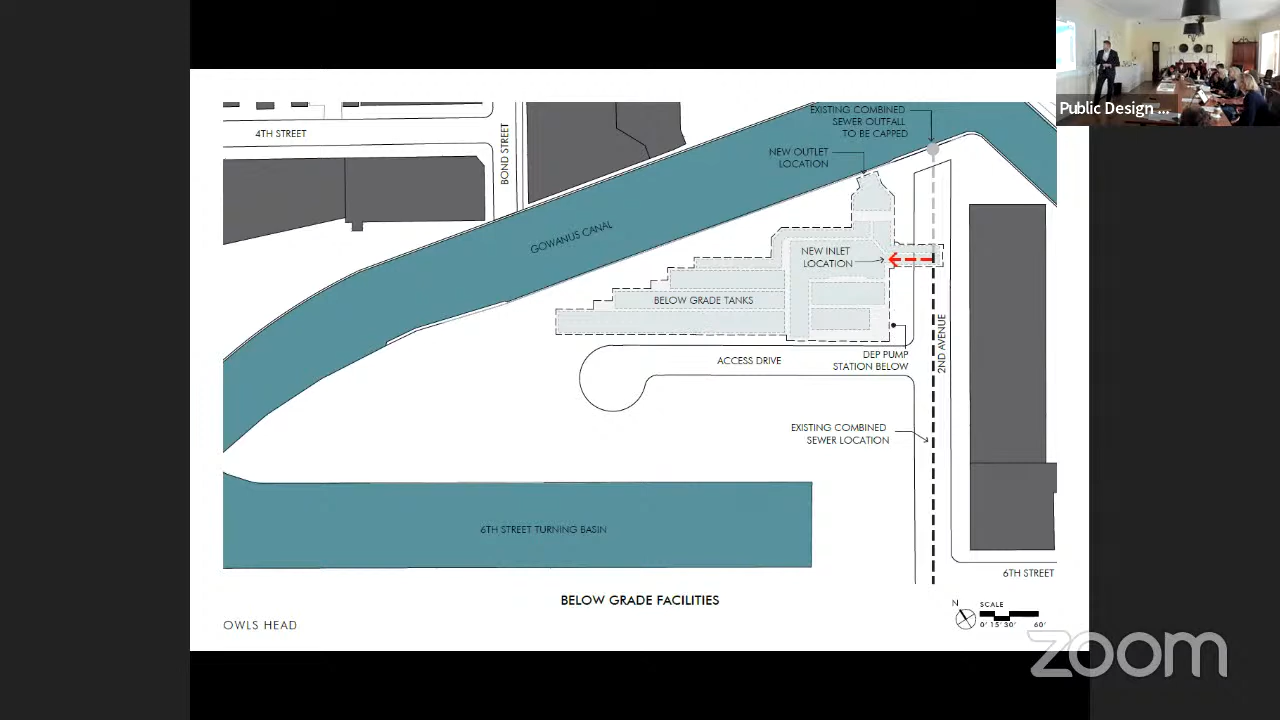 EXISTING COMBINED
SEWER OUTFALL
TO BE CAPPED
Public Design ...
4TH STREET
BOND STREET
NEW OUTLET
LOCATION
GOWANUS CANAL
NEW INLET
LOCATION
BELOW GRADE TANKS
2ND AVENUE
DEP PUMP
STATION BELOW
ACCESS DRIVE
EXISTING COMBINED
SEWER LOCATION
6TH STREET TURNING BASIN
6TH STREET
BELOW GRADE FACILITIES
N
SCALE
0' 15' 30' 60'
OWLS HEAD
zoom